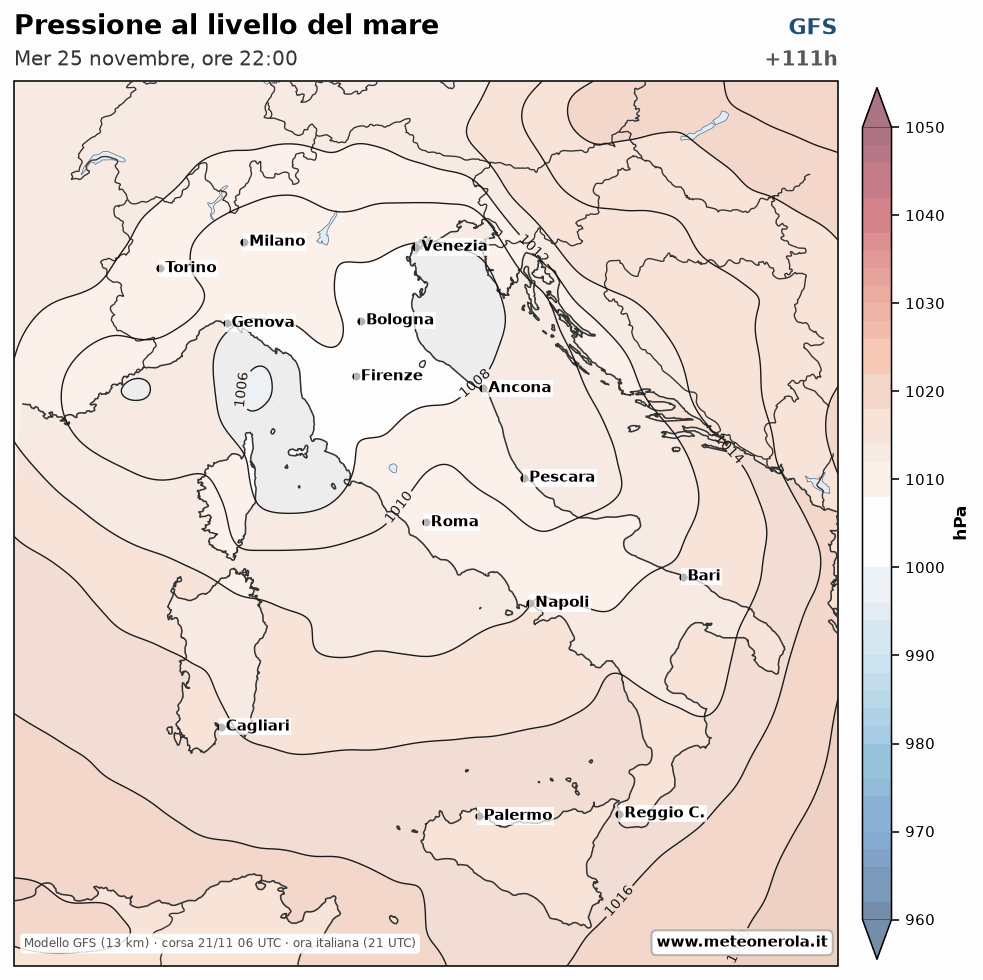 Pressione al livello del mare
GFS
Mer 25 novembre, ore 22:00
+111h
Milano
Venezia
1012
Torino
Genova
Bologna
Firenze
1006
1008
Ancona
1014
Pescara
1010
Roma
Bari
Napoli
Cagliari
Palermo
Reggio C.
1016
Modello GFS (13 km) · corsa 21/11 06 UTC · ora italiana (21 UTC)
www.meteonerola.it
1050
1040
1030
1020
1010
1000
990
980
970
960
hPa